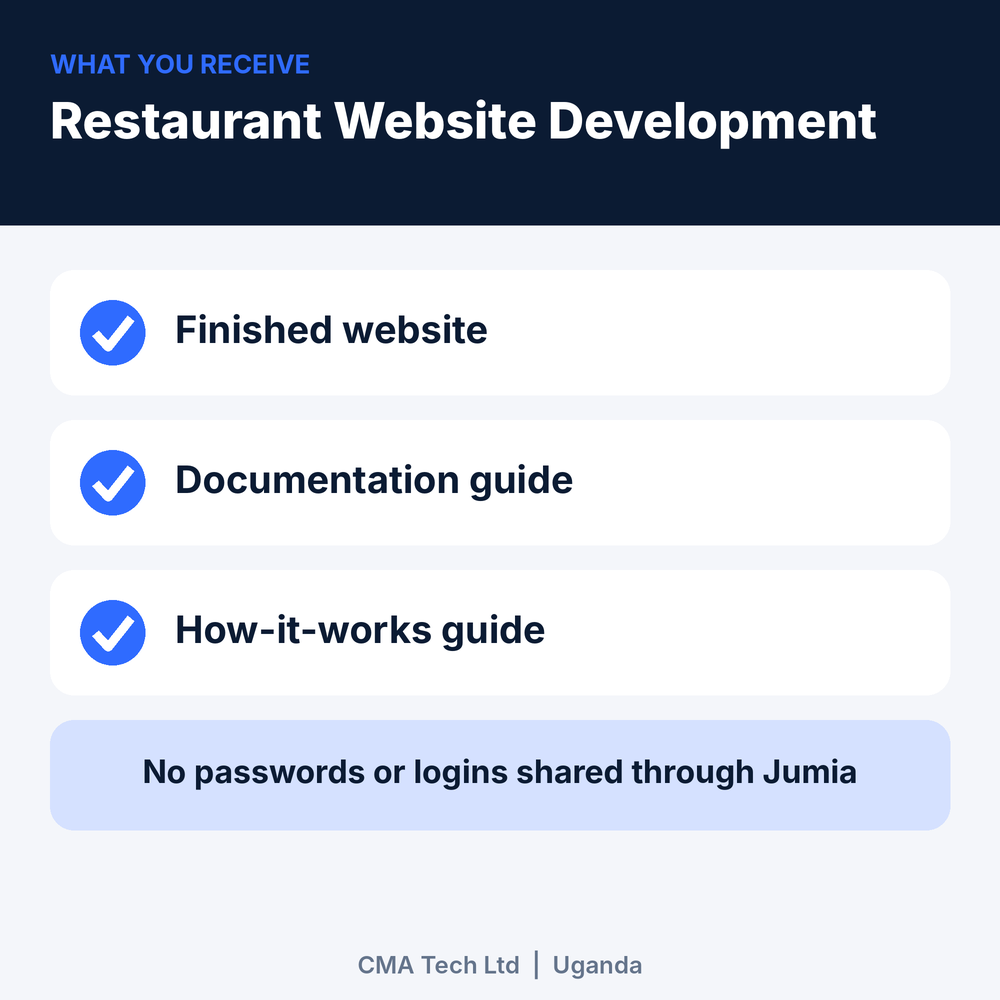 WHAT YOU RECEIVE
Restaurant Website Development
Finished website
Documentation guide
How-it-works guide
No passwords or logins shared through Jumia
CMA Tech Ltd | Uganda